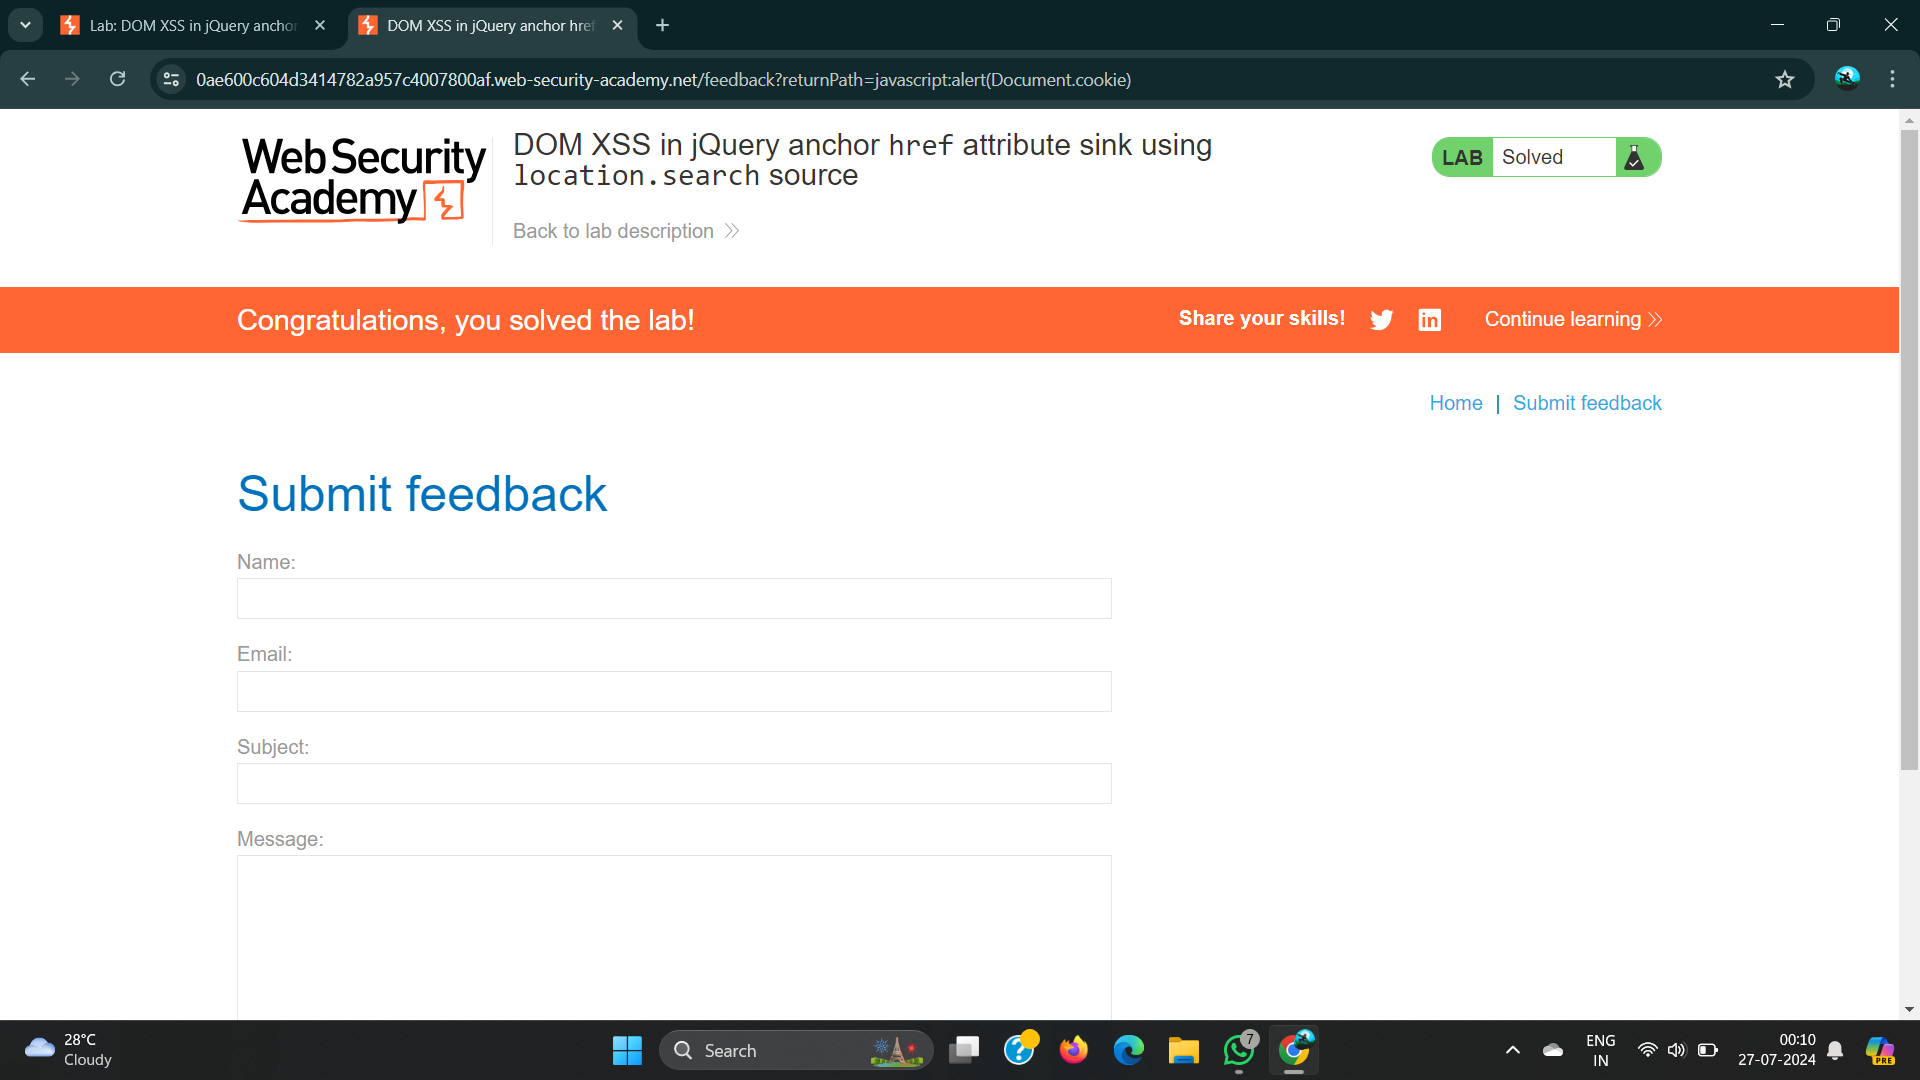 Lab: DOM XSS in jQuery anchor
DOM XSS in jQuery anchor href
0ae600c604d3414782a957c4007800af.web-security-academy.net/feedback?returnPath=javascript:alert(Document.cookie)
Web Security
Academy
DOM XSS in jQuery anchor href attribute sink using
location.search source
Back to lab description
LAB Solved
Congratulations, you solved the lab!
Share your skills!
in
Continue learning
Home | Submit feedback
Submit feedback
Name:
Email:
Subject:
Message:
28°C
Cloudy
Search
7
ENG
IN
00:10
27-07-2024
PRE